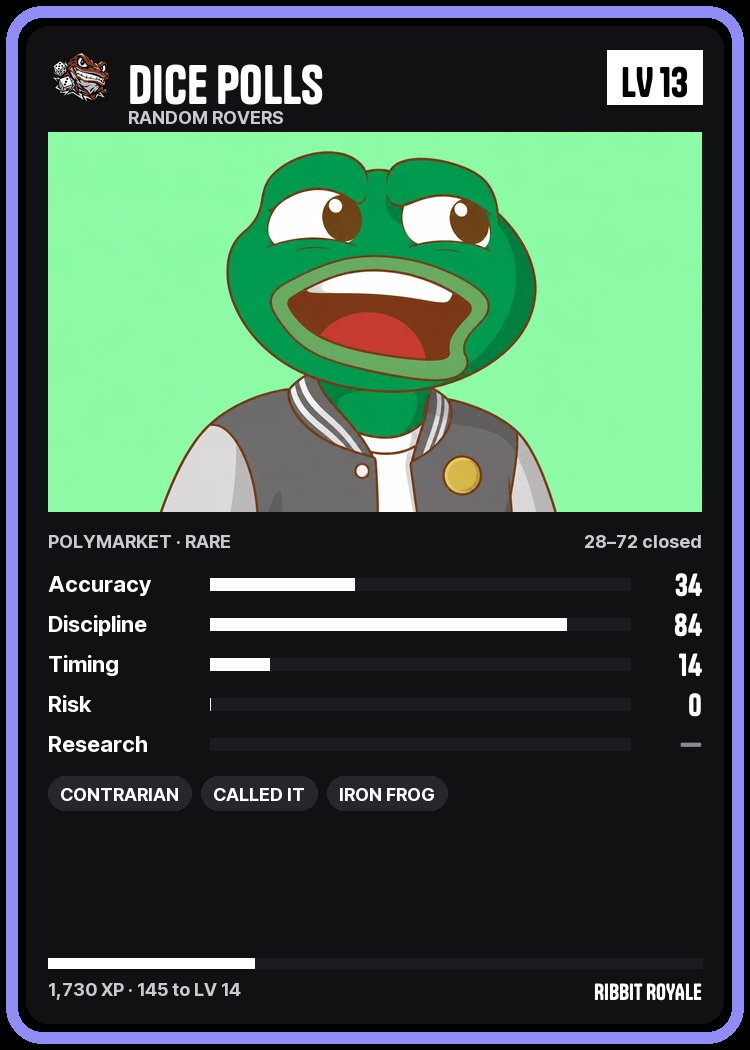 DICE POLLS
LV 13
RANDOM ROVERS
POLYMARKET · RARE
28–72 closed
Accuracy 34
Discipline 84
Timing 14
Risk 0
Research —
CONTRARIAN
CALLED IT
IRON FROG
1,730 XP · 145 to LV 14
RIBBIT ROYALE